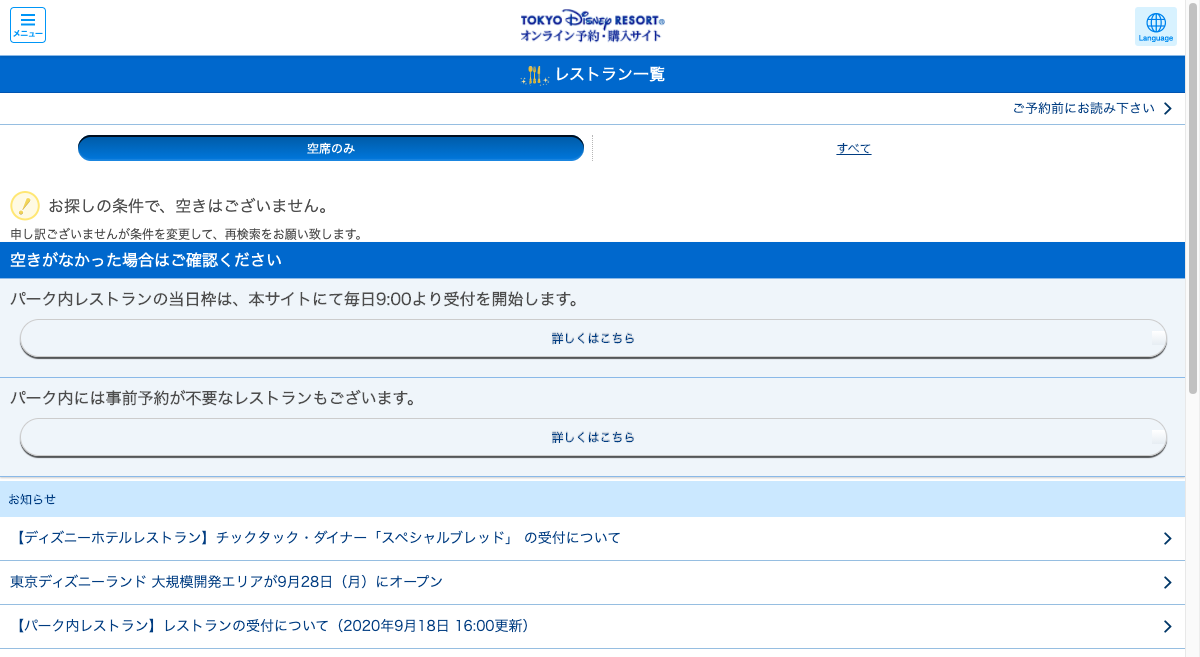 メニュー
TOKYO Disney RESORT®
オンライン予約・購入サイト
Language
レストラン一覧
ご予約前にお読み下さい
空席のみ
すべて
お探しの条件で、空きはございません。
申し訳ございませんが条件を変更して、再検索をお願い致します。
空きがなかった場合はご確認ください
パーク内レストランの当日枠は、本サイトにて毎日9:00より受付を開始します。
詳しくはこちら
パーク内には事前予約が不要なレストランもございます。
詳しくはこちら
お知らせ
【ディズニーホテルレストラン】チックタック・ダイナー「スペシャルブレッド」 の受付について
東京ディズニーランド 大規模開発エリアが9月28日（月）にオープン
【パーク内レストラン】レストランの受付について（2020年9月18日 16:00更新）